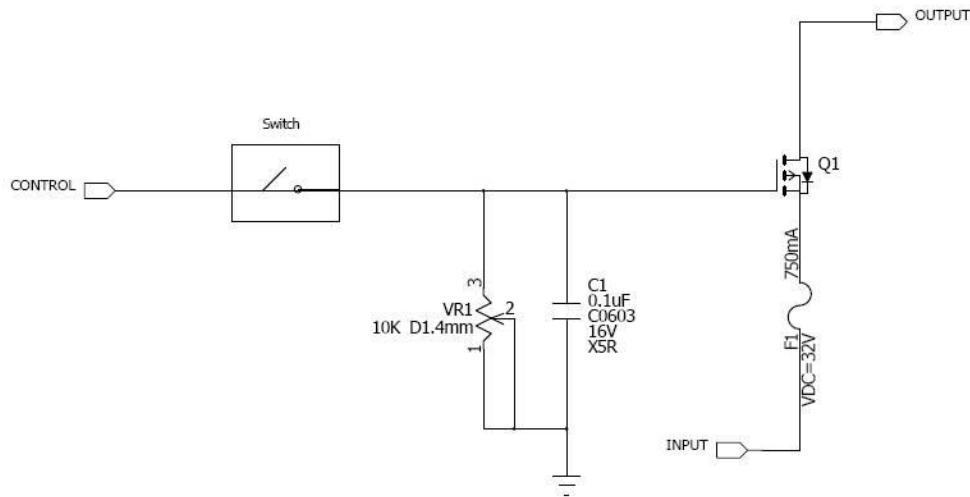 OUTPUT
Switch
Q1
CONTROL
750mA
3
C1
0.1uF
VR1
2
C0603
10K D1.4mm
16V
X5R
1
F1
VDC=32V
INPUT